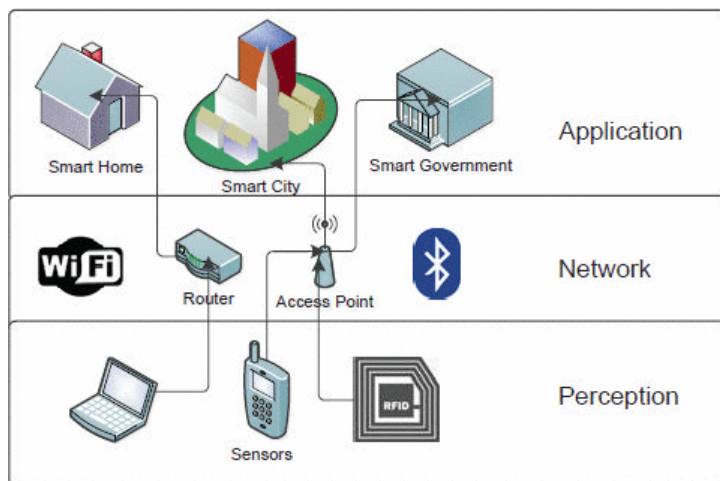 Smart Home
Smart City
Smart Government
Application
WiFi
Router
Access Point
Network
RFID
Sensors
Perception